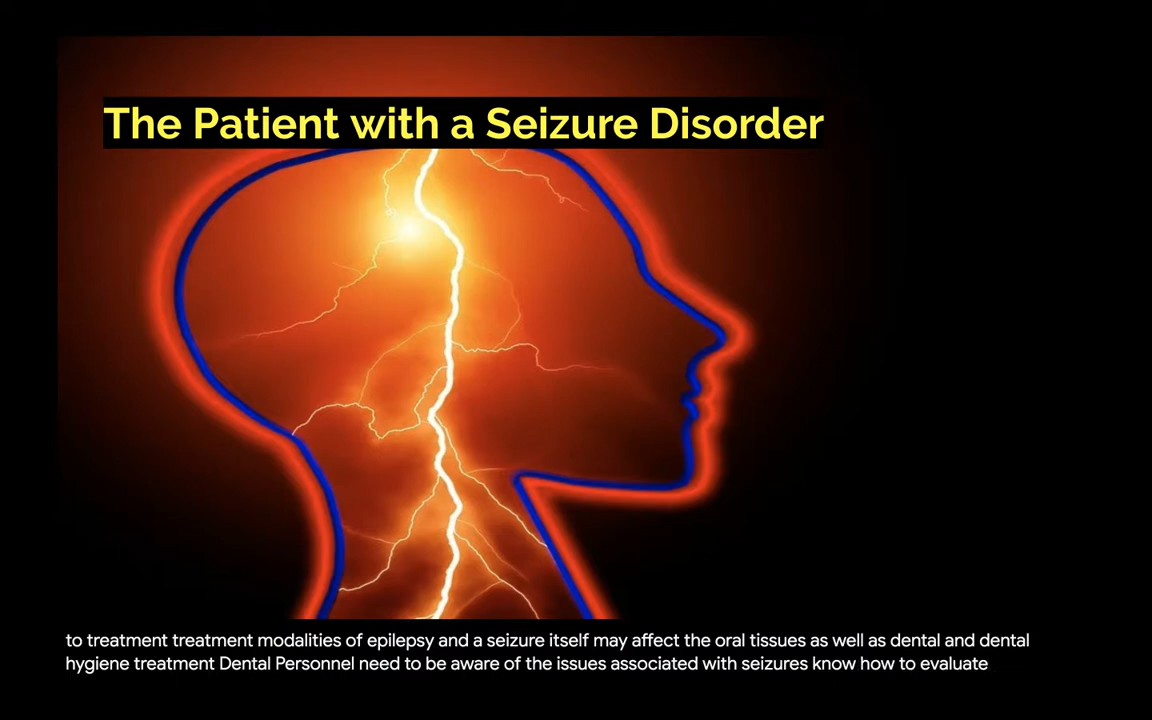 The Patient with a Seizure Disorder
to treatment treatment modalities of epilepsy and a seizure itself may affect the oral tissues as well as dental and dental
hygiene treatment Dental Personnel need to be aware of the issues associated with seizures know how to evaluate